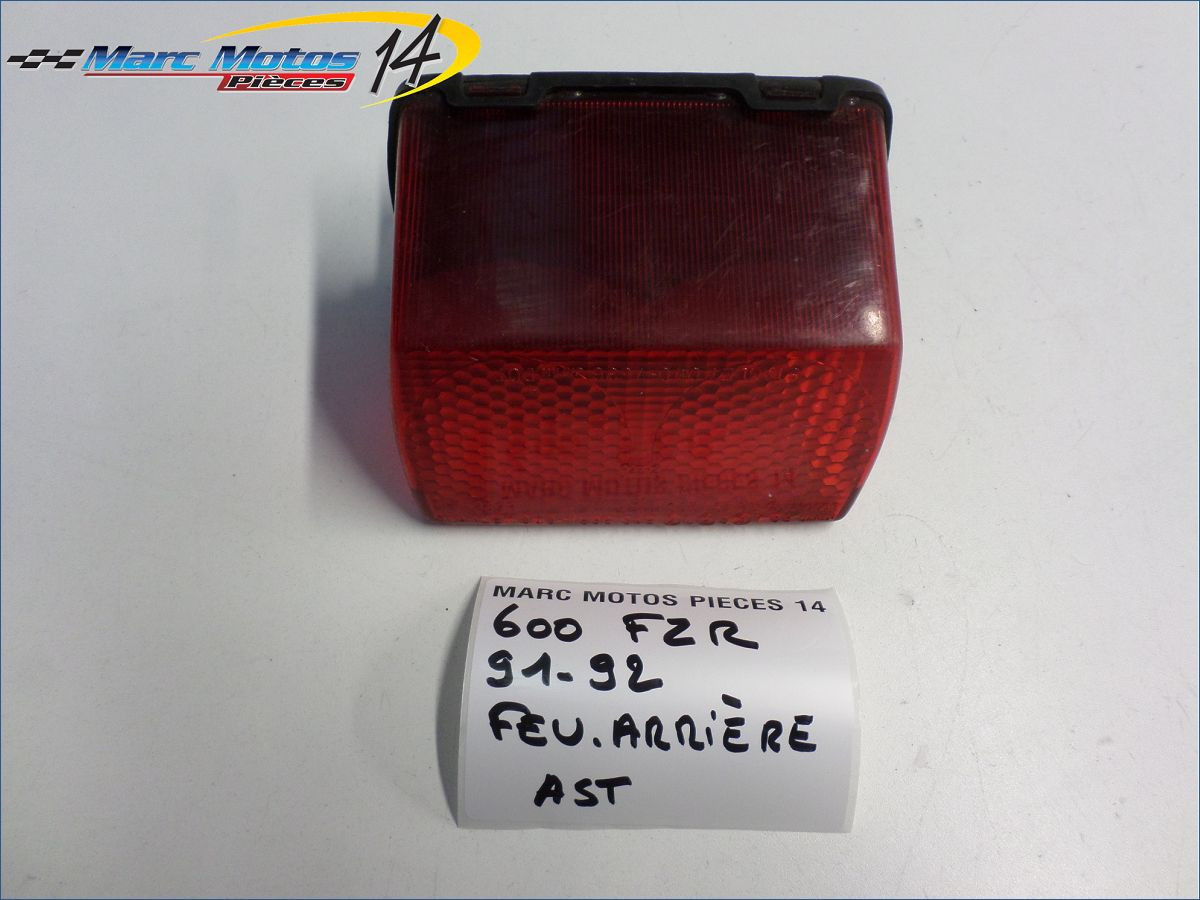 Marc Motos 14
Pièces
MARC MOTOS PIECES 14
600 FZR
91-92
FEU.ARRIÈRE
AST